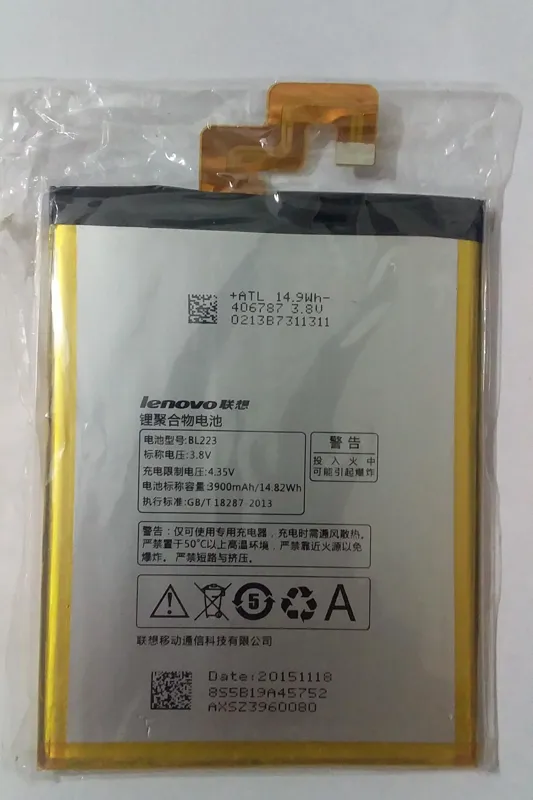 +ATL 14.9Wh-
406787 3.8V
0213B7311311
lenovo联想
锂聚合物电池
电池型号:BL223
标称电压:3.8V
充电限制电压:4.35V
电池标称容量:3900mAh/14.82Wh
执行标准:GB/T 18287-2013
警告
投入火中
可能引起爆炸
警告:仅可使用专用充电器,充电时需通风散热。
严禁置于50℃以上高温环境,严禁靠近火源以免
爆炸。严禁短路与挤压。
5
A
联想移动通信科技有限公司
Date:20151118
8S5B19A45752
AXSZ3960080